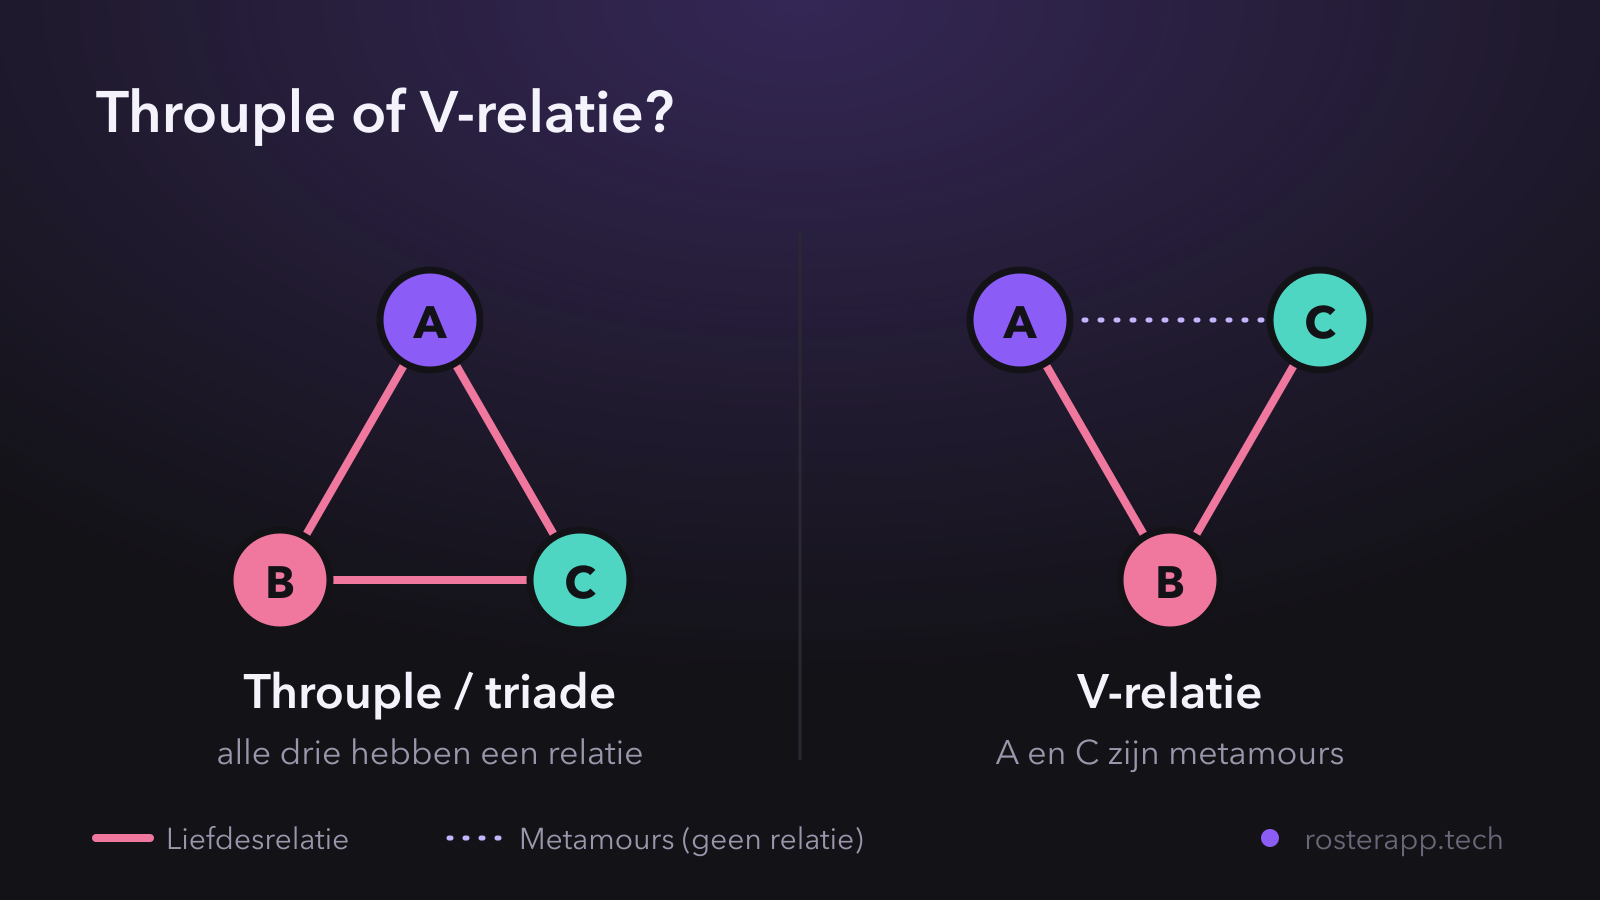 Throuple of V-relatie?
A
B
C
Throuple / triade
alle drie hebben een relatie
A
C
B
V-relatie
A en C zijn metamours
Liefdesrelatie
Metamours (geen relatie)
rosterapp.tech